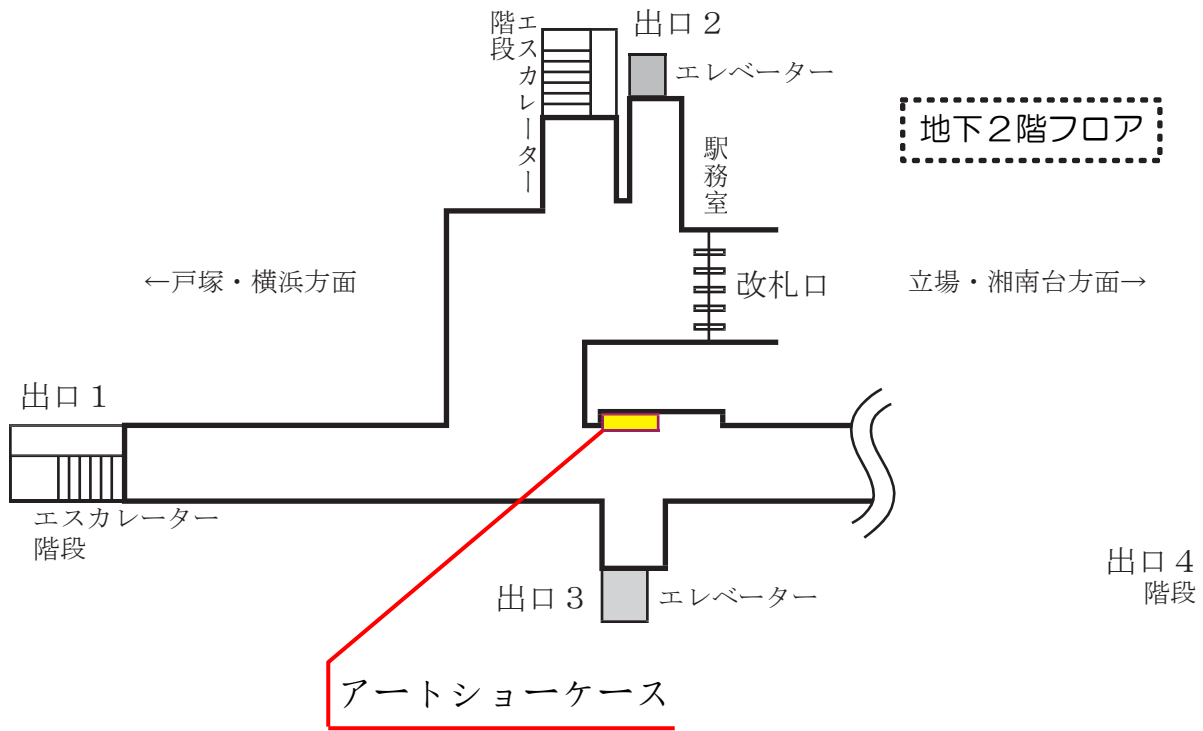 出口２
階段
エスカレーター
エレベーター
地下２階フロア
駅務室
←戸塚・横浜方面
改札口
立場・湘南台方面→
出口１
エスカレーター
階段
出口３
エレベーター
出口４
階段
アートショーケース